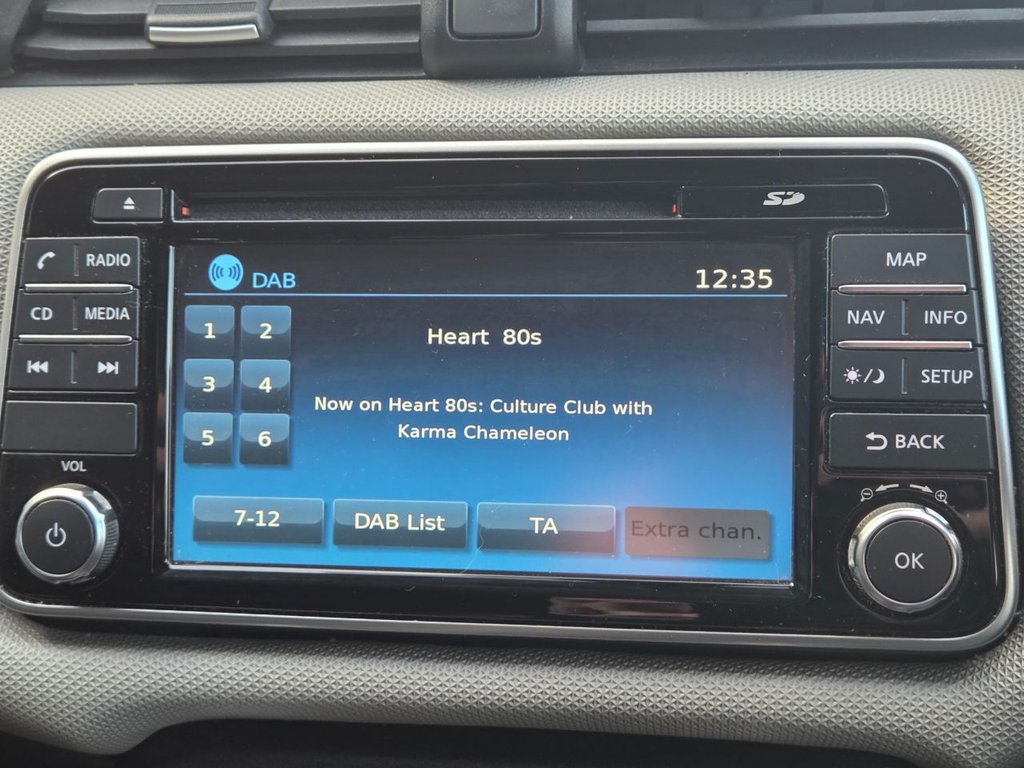 SD
RADIO
MAP
DAB
12:35
CD
MEDIA
NAV
INFO
1
2
Heart 80s
3
4
SETUP
Now on Heart 80s: Culture Club with
Karma Chameleon
5
6
BACK
VOL
7-12
DAB List
TA
Extra chan.
OK